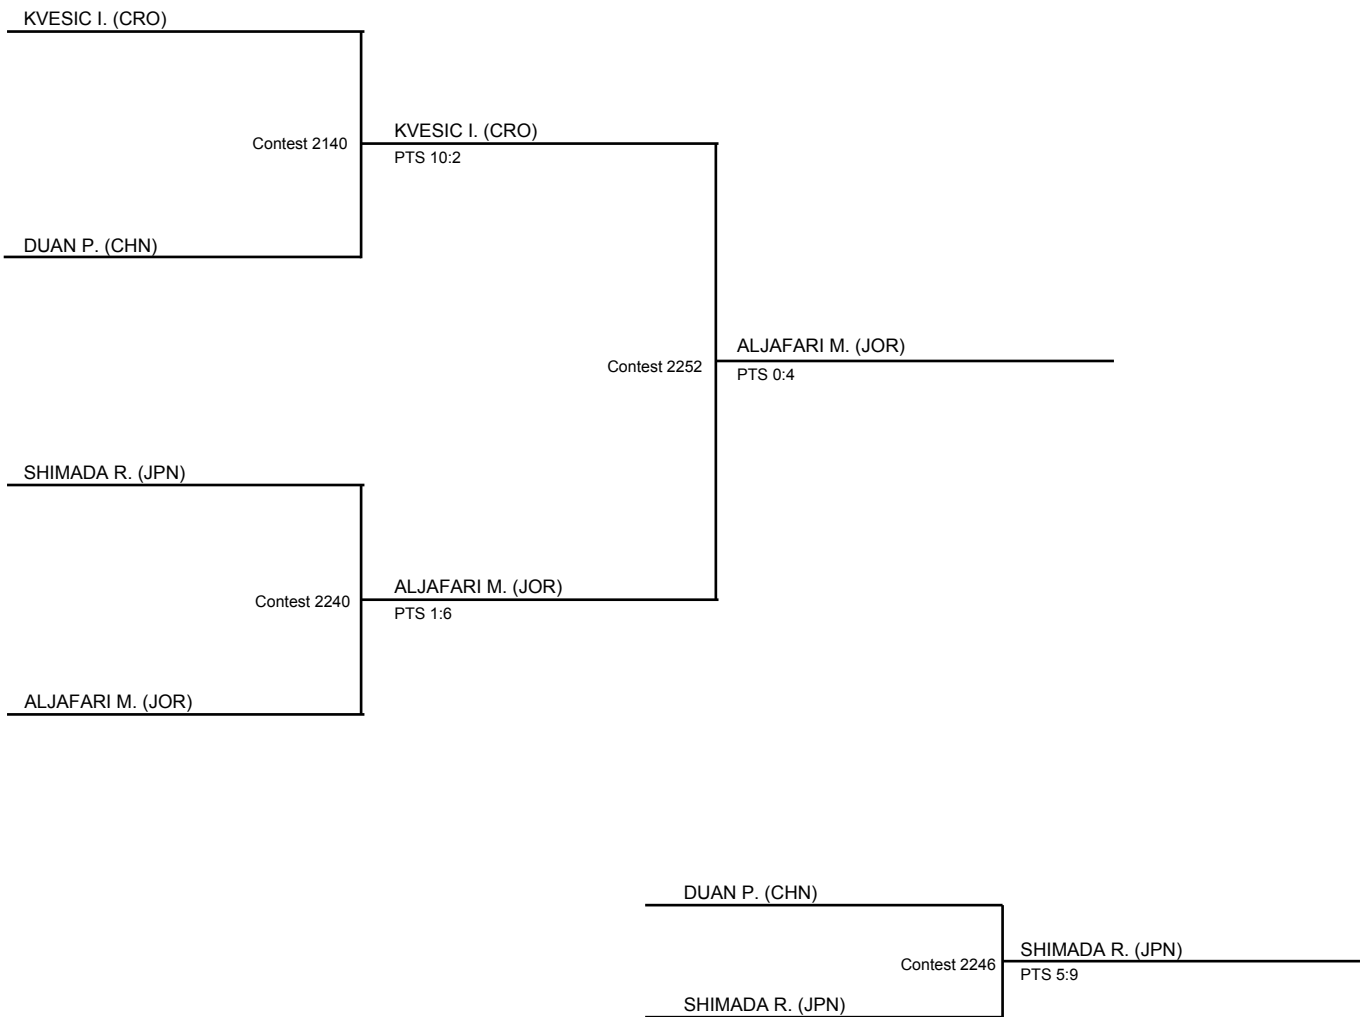 KVESIC I. (CRO)
Contest 2140
KVESIC I. (CRO)
PTS 10:2
DUAN P. (CHN)
Contest 2252
ALJAFARI M. (JOR)
PTS 0:4
SHIMADA R. (JPN)
Contest 2240
ALJAFARI M. (JOR)
PTS 1:6
ALJAFARI M. (JOR)
DUAN P. (CHN)
Contest 2246
SHIMADA R. (JPN)
PTS 5:9
SHIMADA R. (JPN)